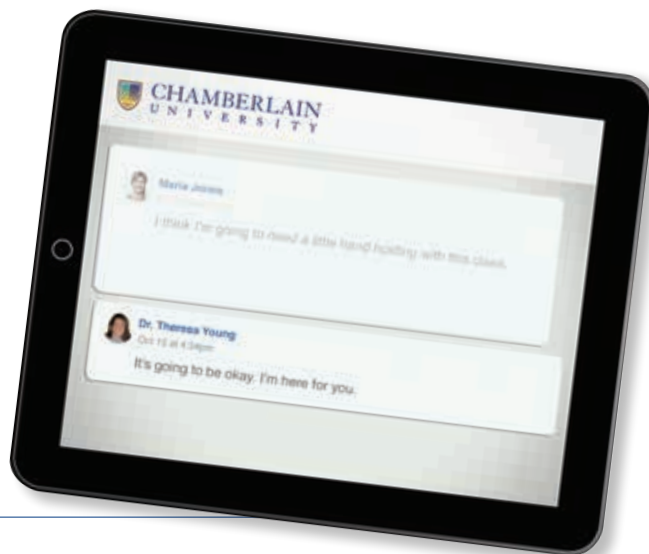 CHAMBERLAIN
UNIVERSITY
Maria Jones
I think I'm going to need a little hand holding with this class.
Dr. Theresa Young
Oct 15 at 4:34pm
It's going to be okay. I'm here for you.